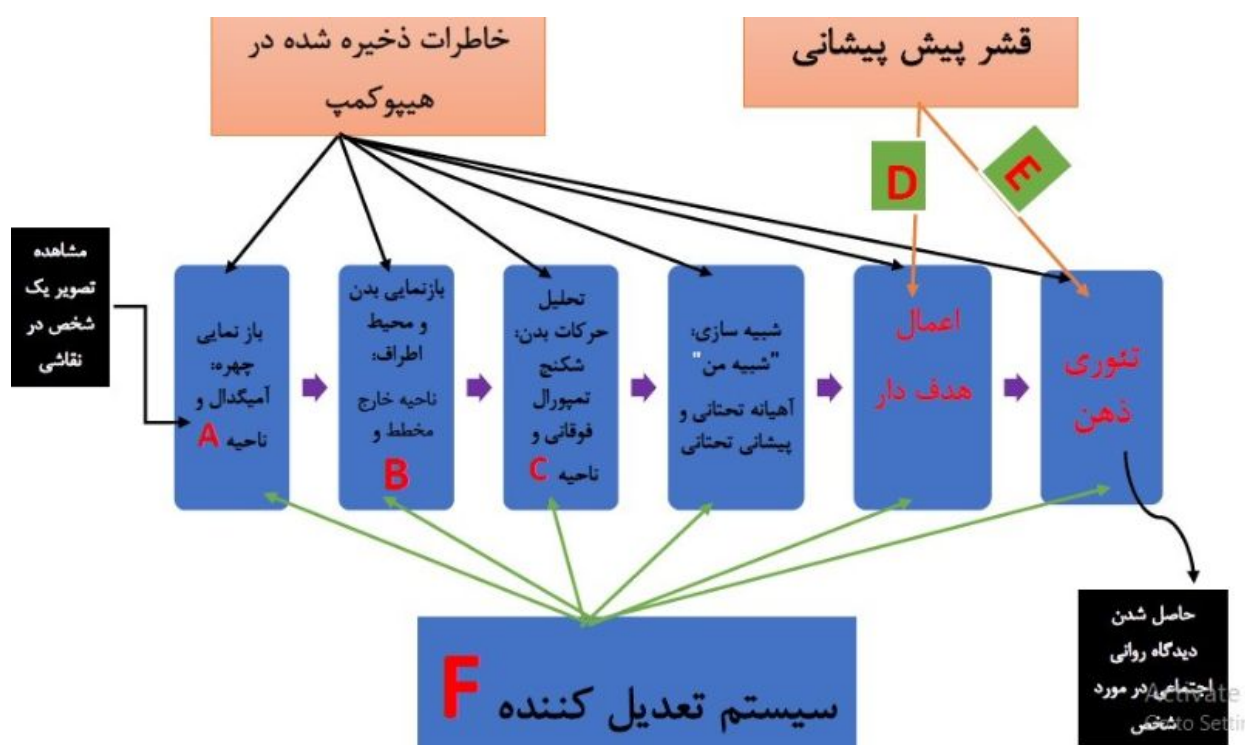 خاطرات ذخیره شده در
هیپوکمپ
قشر پیش پیشانی
D
E
مشاهده
تصویر یک
شخص در
نقاشی
باز نمایی
چهره:
آمیگدال و
ناحیه A
بازنمایی بدن
و محیط
اطراف:
ناحیه خارج
مخطط و
B
تحلیل
حرکات بدن:
شکنج
تمپورال
فوقانی و
ناحیه C
شبیه سازی:
"شبیه من"
آهیانه تحتانی و
پیشانی تحتانی
اعمال
هدف دار
تئوری
ذهن
حاصل شدن
دیدگاه روانی
اجتماعی در مورد
شخص
سیستم تعدیل کننده F